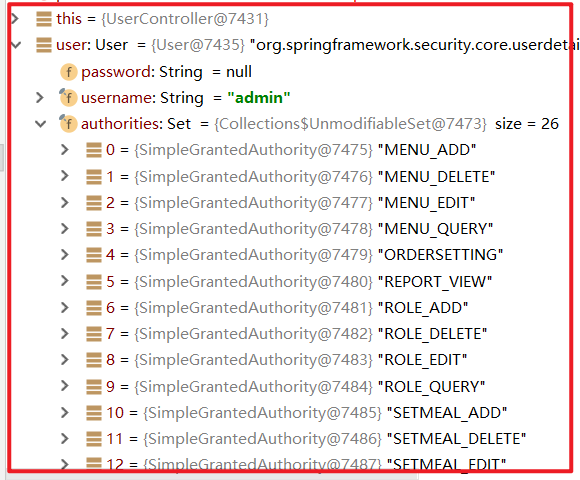 this = {UserController@7431}
user: User = {User@7435} "org.springframework.security.core.userdetai
password: String = null
username: String = "admin"
authorities: Set = {Collections$UnmodifiableSet@7473} size = 26
0 = {SimpleGrantedAuthority@7475} "MENU_ADD"
1 = {SimpleGrantedAuthority@7476} "MENU_DELETE"
2 = {SimpleGrantedAuthority@7477} "MENU_EDIT"
3 = {SimpleGrantedAuthority@7478} "MENU_QUERY"
4 = {SimpleGrantedAuthority@7479} "ORDERSETTING"
5 = {SimpleGrantedAuthority@7480} "REPORT_VIEW"
6 = {SimpleGrantedAuthority@7481} "ROLE_ADD"
7 = {SimpleGrantedAuthority@7482} "ROLE_DELETE"
8 = {SimpleGrantedAuthority@7483} "ROLE_EDIT"
9 = {SimpleGrantedAuthority@7484} "ROLE_QUERY"
10 = {SimpleGrantedAuthority@7485} "SETMEAL_ADD"
11 = {SimpleGrantedAuthority@7486} "SETMEAL_DELETE"
12 = {SimpleGrantedAuthority@7487} "SETMEAL_EDIT"